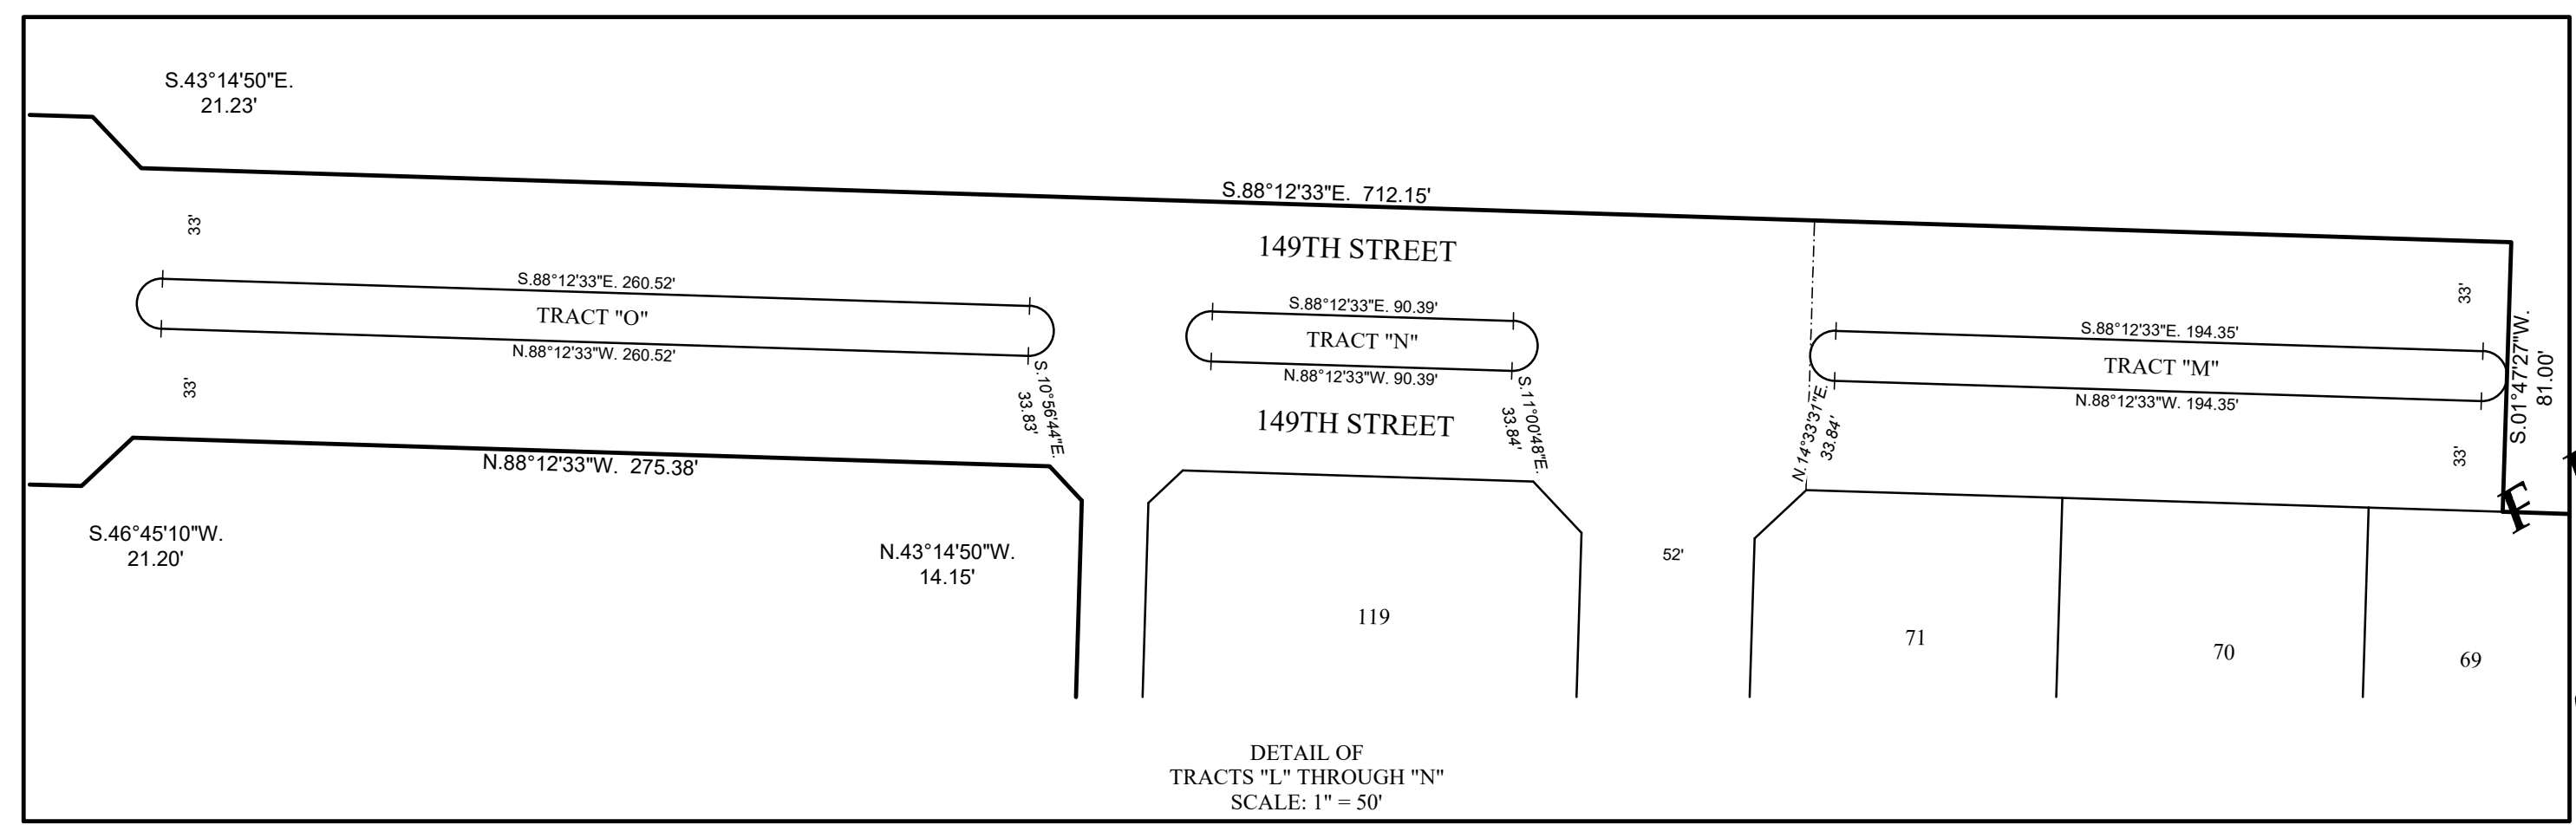 S.43°14'50"E.
21.23'
S.88°12'33"E.  712.15'
33'
149TH STREET
S.88°12'33"E. 260.52'
TRACT "O"
N.88°12'33"W. 260.52'
S.88°12'33"E. 90.39'
TRACT "N"
N.88°12'33"W. 90.39'
33'
S.88°12'33"E. 194.35'
TRACT "M"
N.88°12'33"W. 194.35'
S.01°47'27"W.
81.00'
33'
S.10°56'44"E.
33.83'
149TH STREET
S.11°00'48"E.
33.84'
N.14°33'31"E.
33.84'
33'
N.88°12'33"W.  275.38'
S.46°45'10"W.
21.20'
N.43°14'50"W.
14.15'
52'
119
71
70
69
DETAIL OF
TRACTS "L" THROUGH "N"
SCALE: 1" = 50'